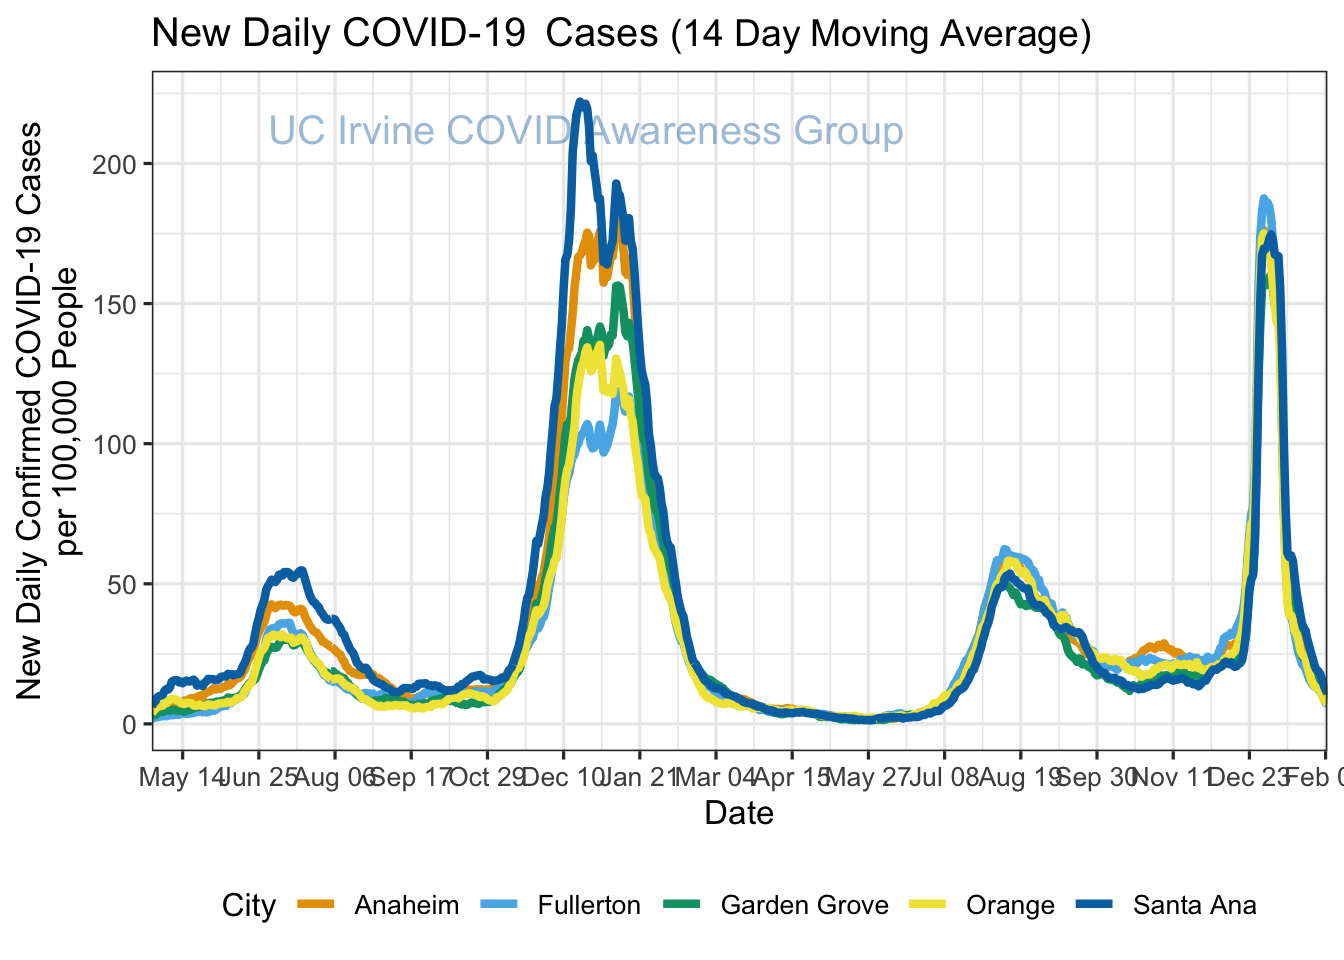 New Daily COVID-19 Cases (14 Day Moving Average)
UC Irvine COVID Awareness Group
New Daily Confirmed COVID-19 Cases
per 100,000 People
200
150
100
50
0
May 14 Jun 25 Aug 06 Sep 17 Oct 29 Dec 10 Jan 21 Mar 04 Apr 15 May 27 Jul 08 Aug 19 Sep 30 Nov 11 Dec 23 Feb 0
Date
City Anaheim Fullerton Garden Grove Orange Santa Ana